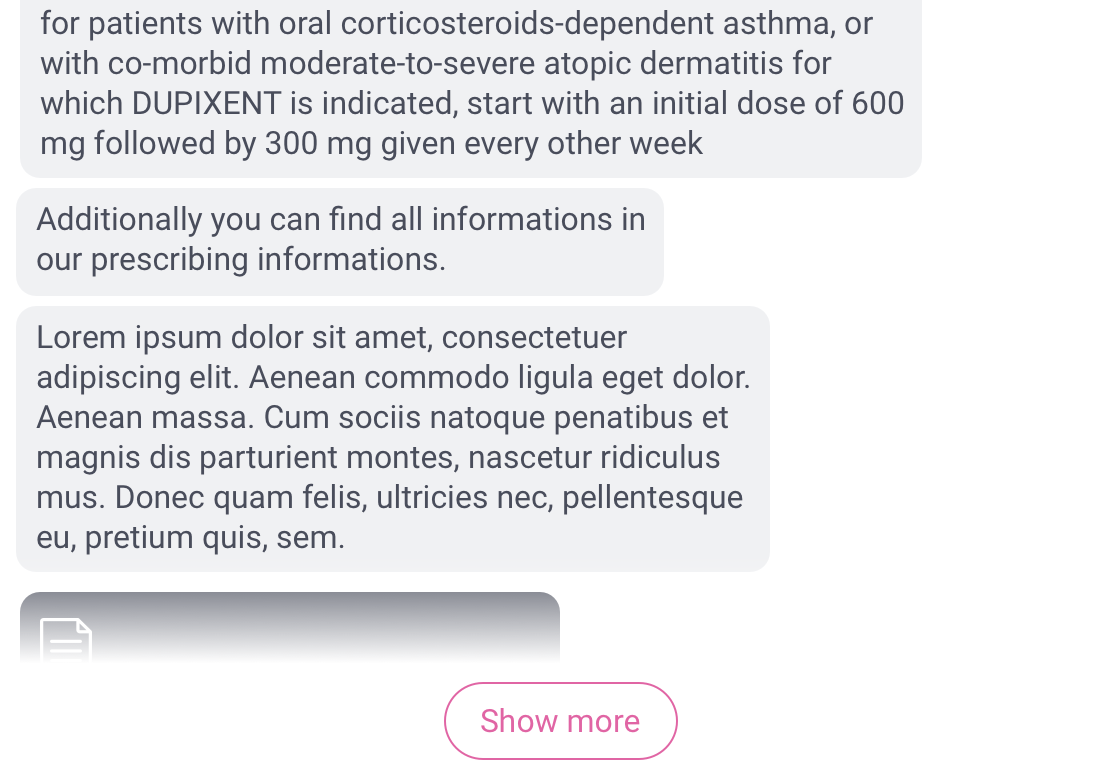 for patients with oral corticosteroids-dependent asthma, or
with co-morbid moderate-to-severe atopic dermatitis for
which DUPIXENT is indicated, start with an initial dose of 600
mg followed by 300 mg given every other week
Additionally you can find all informations in
our prescribing informations.
Lorem ipsum dolor sit amet, consectetuer
adipiscing elit. Aenean commodo ligula eget dolor.
Aenean massa. Cum sociis natoque penatibus et
magnis dis parturient montes, nascetur ridiculus
mus. Donec quam felis, ultricies nec, pellentesque
eu, pretium quis, sem.
Show more